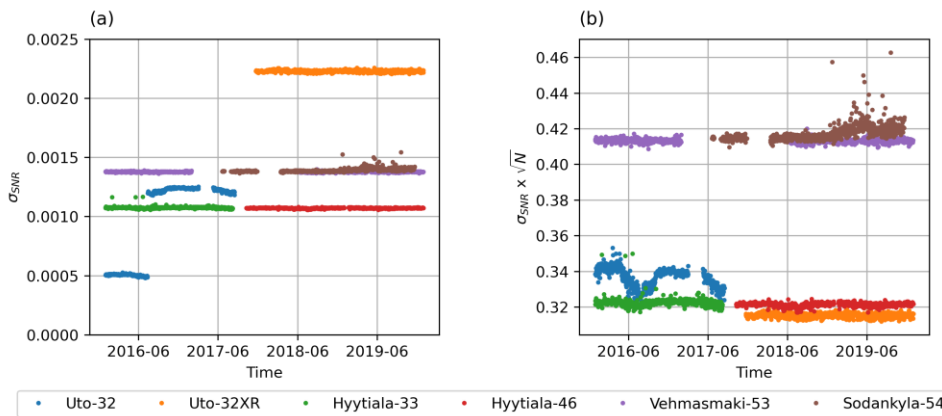 (a)
(b)
0.0025
0.0020
0.0015
0.0010
0.0005
0.0000
σSNR
2016-06 2017-06 2018-06 2019-06
Time
0.46
0.44
0.42
0.40
0.38
0.36
0.34
0.32
σSNR x √N
2016-06 2017-06 2018-06 2019-06
Time
Uto-32 Uto-32XR Hyytiala-33 Hyytiala-46 Vehmasmaki-53 Sodankyla-54